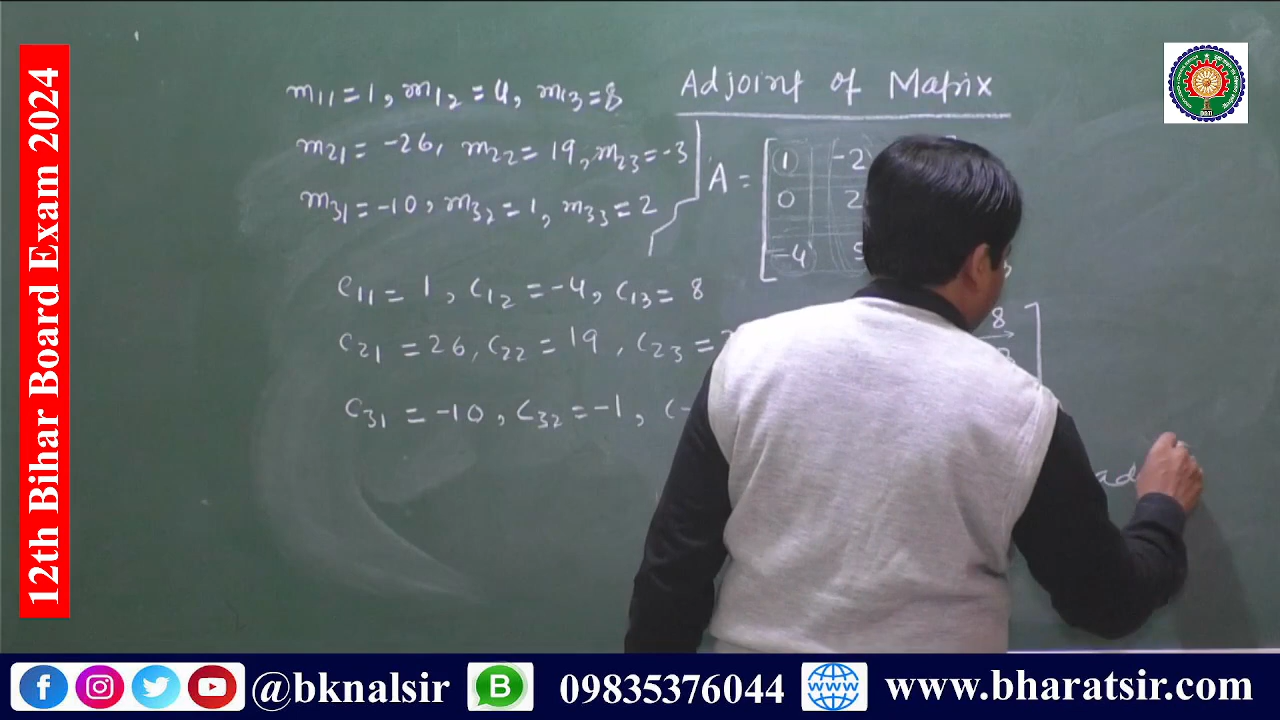 12th Bihar Board Exam 2024
m11 = 1, m12 = 4, m13 = 8
m21 = -26, m22 = 19, m23 = -3
m31 = -10, m32 = 1, m33 = 2
c11 = 1, c12 = -4, c13 = 8
c21 = 26, c22 = 19, c23 =
c31 = -10, c32 = -1, c
Adjoint of Matrix
A = [ 1 -2
0 2
-4 5
8 ]
ad
@bknalsir 09835376044 www.bharatsir.com